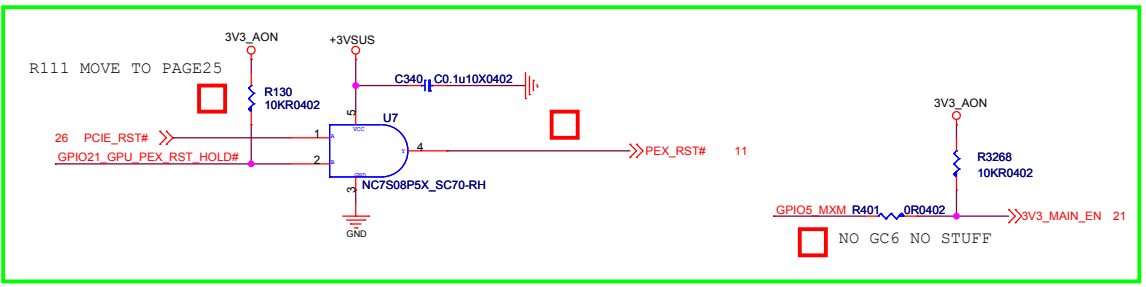 3V3_AON
+3VSUS
R111 MOVE TO PAGE25
C340
C0.1u10X0402
R130
10KR0402
3V3_AON
5
U7
VCC
26 PCIE_RST#
1
A
Y
4
PEX_RST# 11
GPIO21_GPU_PEX_RST_HOLD#
2
B
R3268
10KR0402
GND
NC7S08P5X_SC70-RH
3
GND
GPIO5_MXM
R401
0R0402
3V3_MAIN_EN 21
NO GC6 NO STUFF